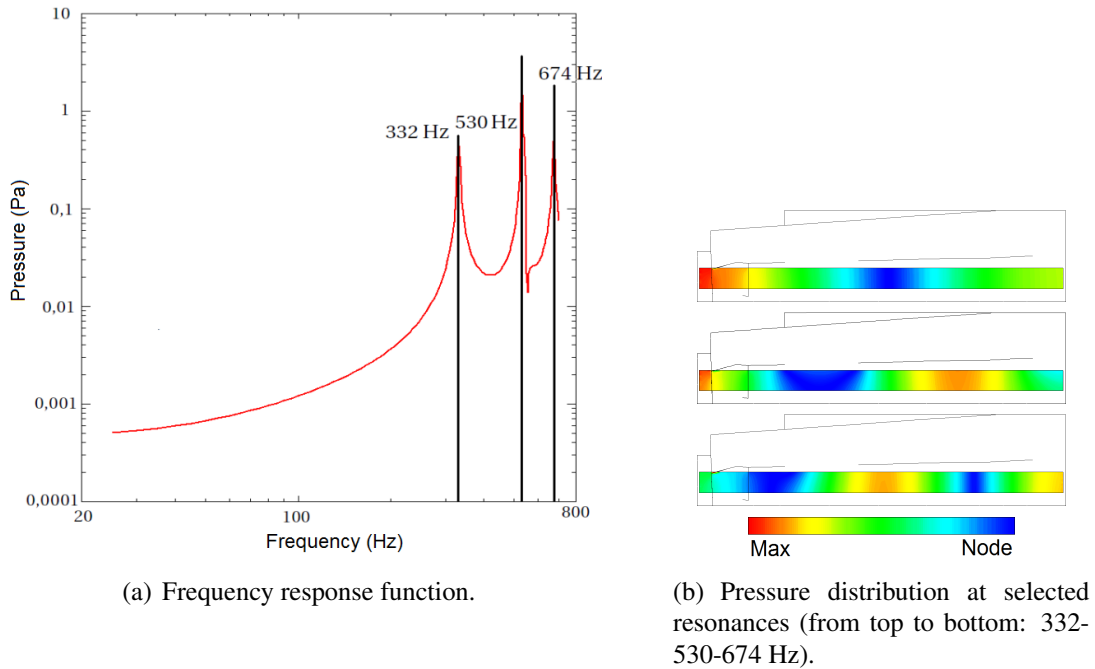 10
1
0,1
0,01
0,001
0,0001
Pressure (Pa)
332 Hz
530 Hz
674 Hz
20
100
800
Frequency (Hz)
Max
Node
(a) Frequency response function.
(b) Pressure distribution at selected
resonances (from top to bottom: 332-
530-674 Hz).